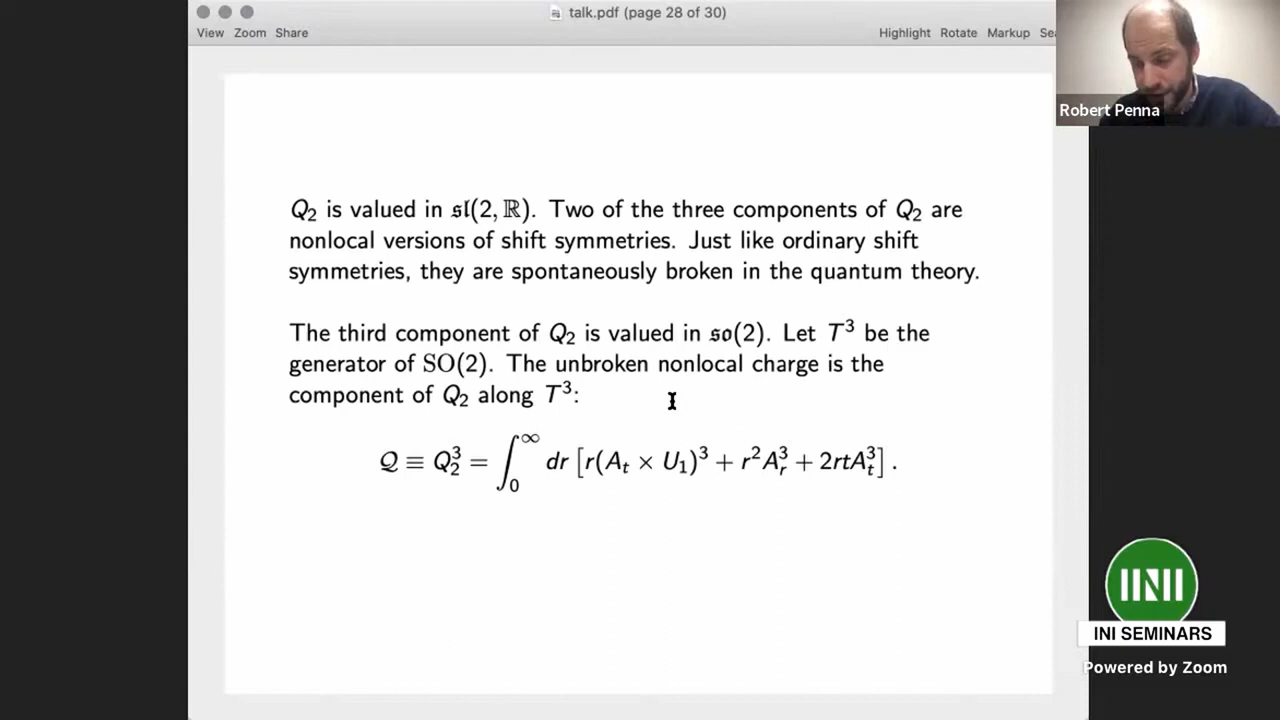 talk.pdf (page 28 of 30)
View Zoom Share Highlight Rotate Markup
Robert Penna
Q₂ is valued in 𝔰𝔩(2, ℝ). Two of the three components of Q₂ are
nonlocal versions of shift symmetries. Just like ordinary shift
symmetries, they are spontaneously broken in the quantum theory.
The third component of Q₂ is valued in 𝔰𝔬(2). Let T³ be the
generator of SO(2). The unbroken nonlocal charge is the
component of Q₂ along T³:
𝒬 ≡ Q₂³ = ∫₀^∞ dr [r(Aₜ × U₁)³ + r²Aᵣ³ + 2rtAₜ³] .
INI SEMINARS
Powered by Zoom